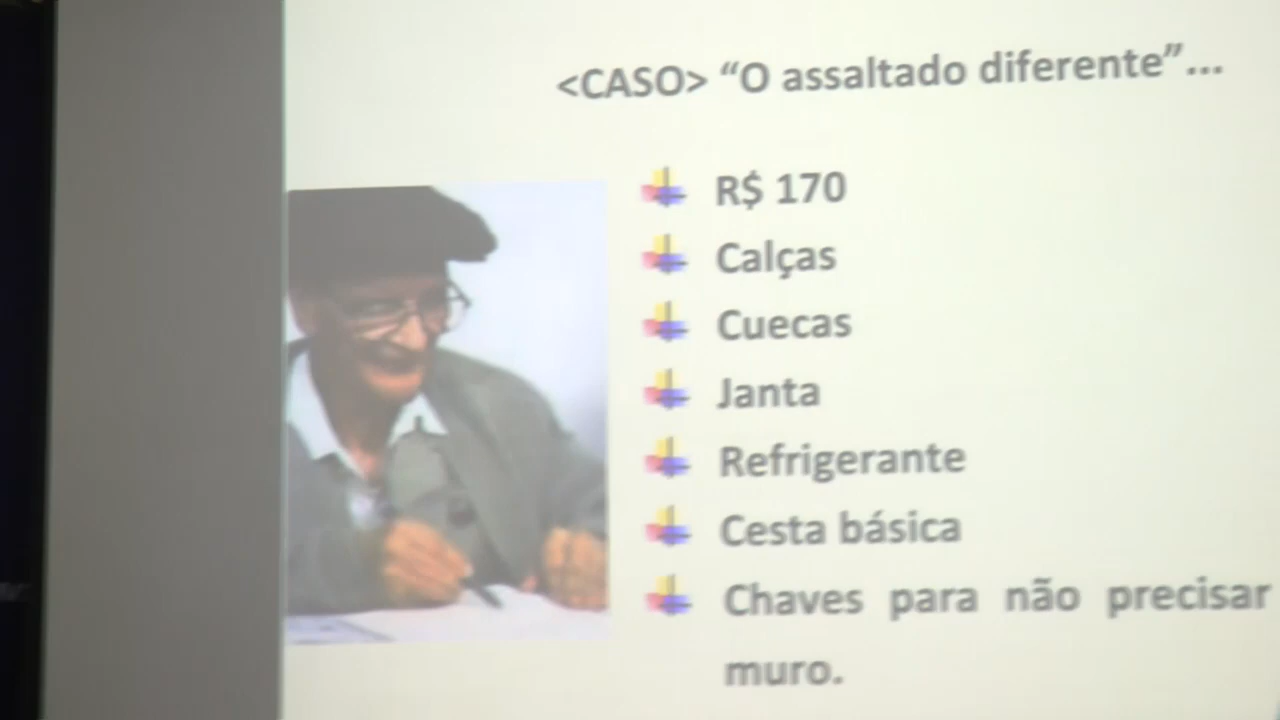 <CASO> “O assaltado diferente”...
R$ 170
Calças
Cuecas
Janta
Refrigerante
Cesta básica
Chaves para não precisar
muro.